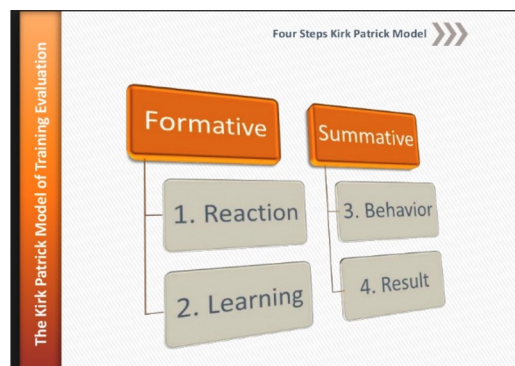 The Kirk Patrick Model of Training Evaluation
Four Steps Kirk Patrick Model
Formative
1. Reaction
2. Learning
Summative
3. Behavior
4. Result